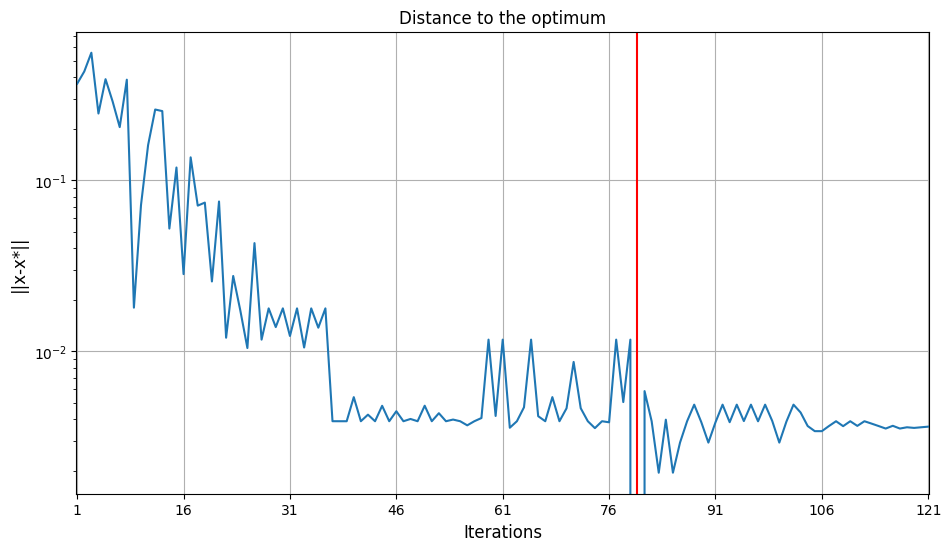 Distance to the optimum
||x-x*||
10⁻¹
10⁻²
1 16 31 46 61 76 91 106 121
Iterations